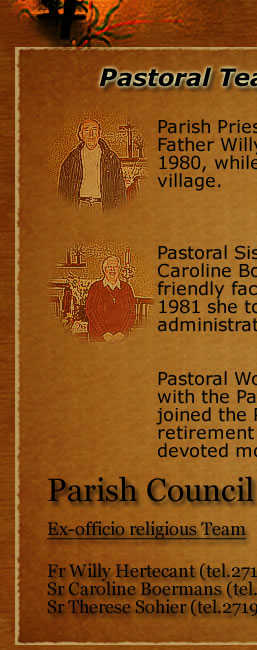 Pastoral Tea
Parish Pries
Father Willy
1980, while
village.
Pastoral Sis
Caroline Bo
friendly fac
1981 she to
administrat
Pastoral Wo
with the Pa
joined the P
retirement
devoted mo
Parish Council
Ex-officio religious Team
Fr Willy Hertecant (tel.271
Sr Caroline Boermans (tel.
Sr Therese Sohier (tel.2719